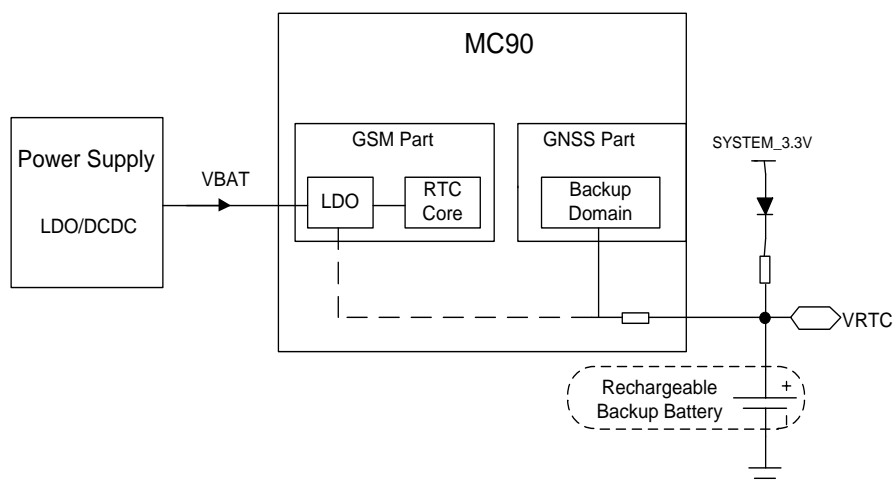 MC90
GSM Part
GNSS Part
SYSTEM_3.3V
Power Supply
VBAT
LDO
RTC
Core
Backup
Domain
LDO/DCDC
VRTC
Rechargeable
Backup Battery
+